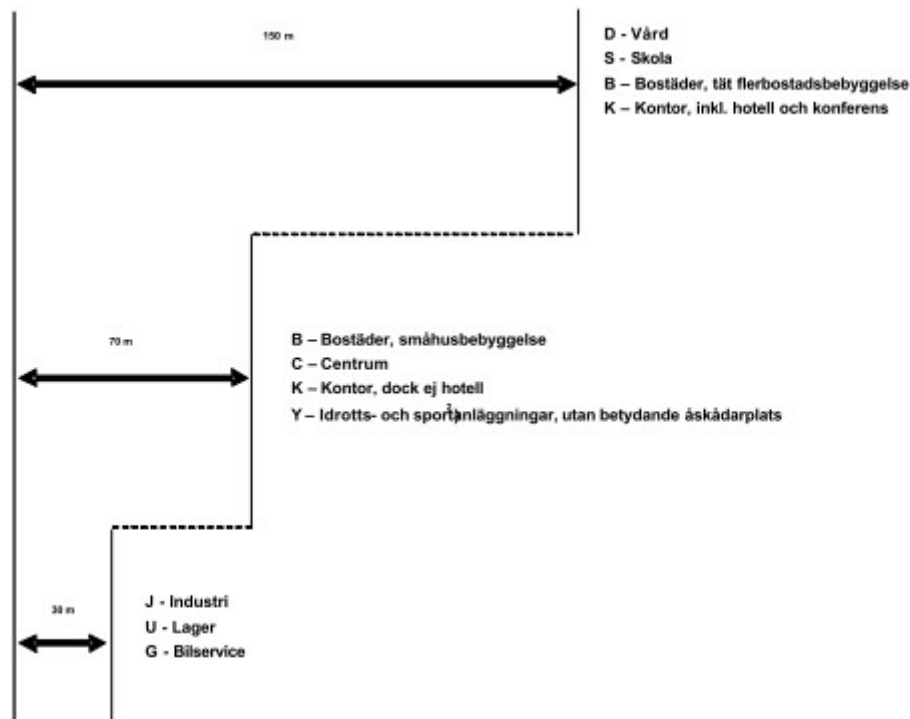 150 m
D - Vård
S - Skola
B – Bostäder, tät flerbostadsbebyggelse
K – Kontor, inkl. hotell och konferens
70 m
B – Bostäder, småhusbebyggelse
C – Centrum
K – Kontor, dock ej hotell
Y – Idrotts- och sportanläggningar, utan betydande åskådarplats
30 m
J - Industri
U - Lager
G - Bilservice